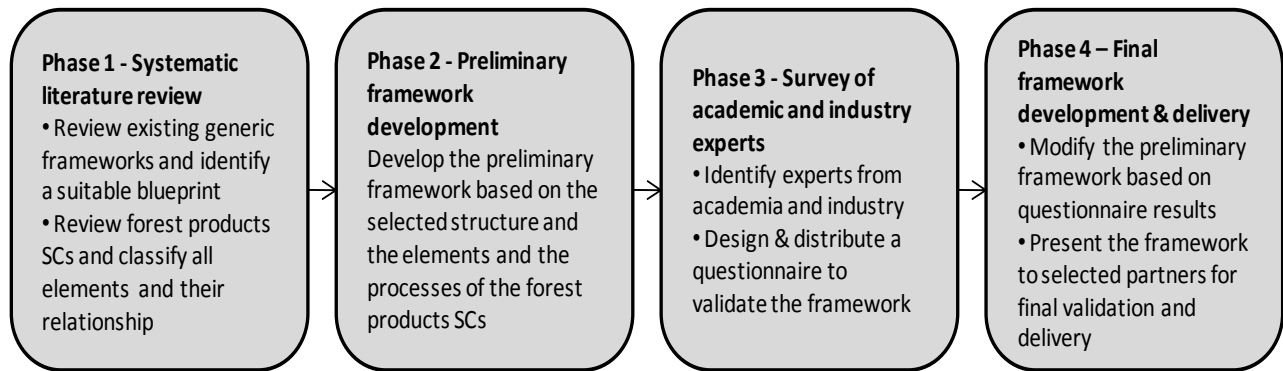 Phase 1 - Systematic
literature review
• Review existing generic
frameworks and identify
a suitable blueprint
• Review forest products
SCs and classify all
elements and their
relationship
Phase 2 - Preliminary
framework
development
Develop the preliminary
framework based on the
selected structure and
the elements and the
processes of the forest
products SCs
Phase 3 - Survey of
academic and industry
experts
• Identify experts from
academia and industry
• Design & distribute a
questionnaire to
validate the framework
Phase 4 – Final
framework
development & delivery
• Modify the preliminary
framework based on
questionnaire results
• Present the framework
to selected partners for
final validation and
delivery